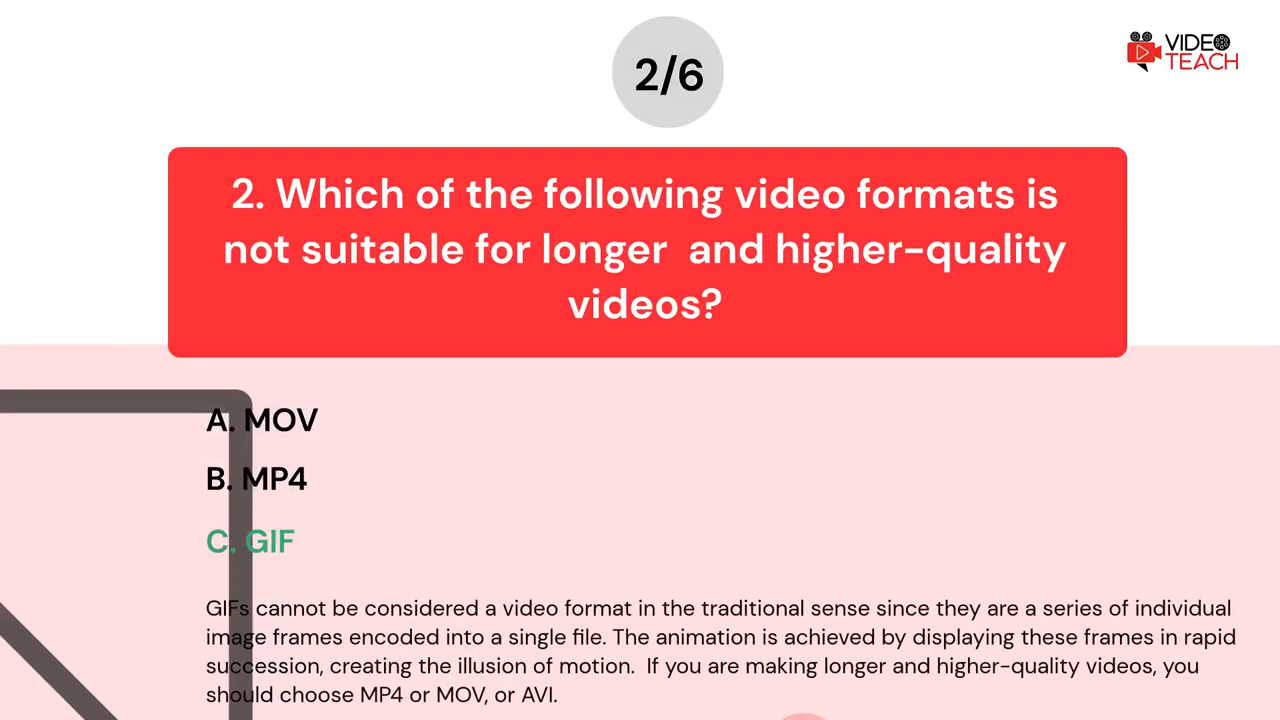 2/6
VIDEO
TEACH
2. Which of the following video formats is
not suitable for longer and higher-quality
videos?
A. MOV
B. MP4
C. GIF
GIFs cannot be considered a video format in the traditional sense since they are a series of individual
image frames encoded into a single file. The animation is achieved by displaying these frames in rapid
succession, creating the illusion of motion. If you are making longer and higher-quality videos, you
should choose MP4 or MOV, or AVI.